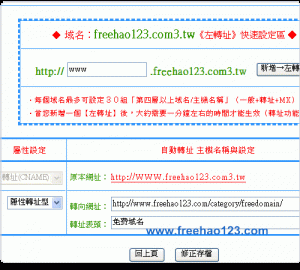 ◆ 域名：freehao123.com3.tw《左轉址》快速設定區 ◆
http:// www .freehao123.com3.tw 新增→左轉
・每個域名最多可設定３０組「第四層以上域名/主機名稱」（一般+轉址+MX）
・當您新增一個【左轉址】後，大約需要一分鐘左右的時間才能生效（轉址功能
屬性設定 自動轉址 主機名稱與設定
轉址(CNAME) 原本網址： http://WWW.freehao123.com3.tw
隱性轉址型 轉向網址： http://www.freehao123.com/category/freedomain/
轉址表頭： 免费域名
www.freehao123.com
回上頁 修正存檔